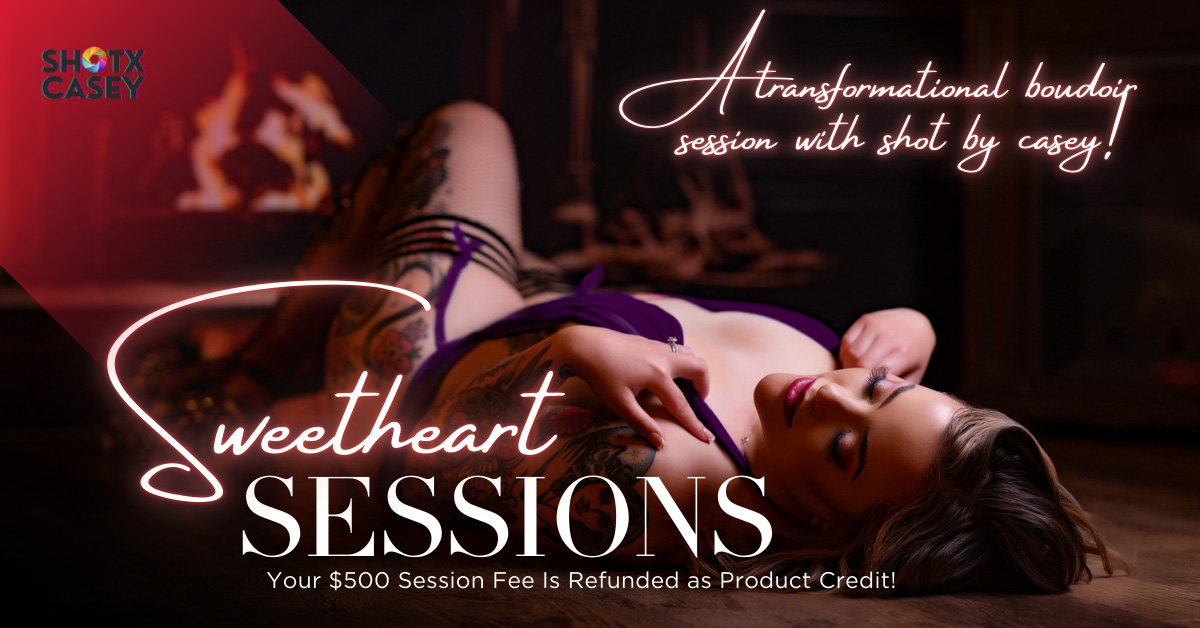 SHOTX
CASEY
A transformational boudoir
session with shot by casey!
Sweetheart
SESSIONS
Your $500 Session Fee Is Refunded as Product Credit!